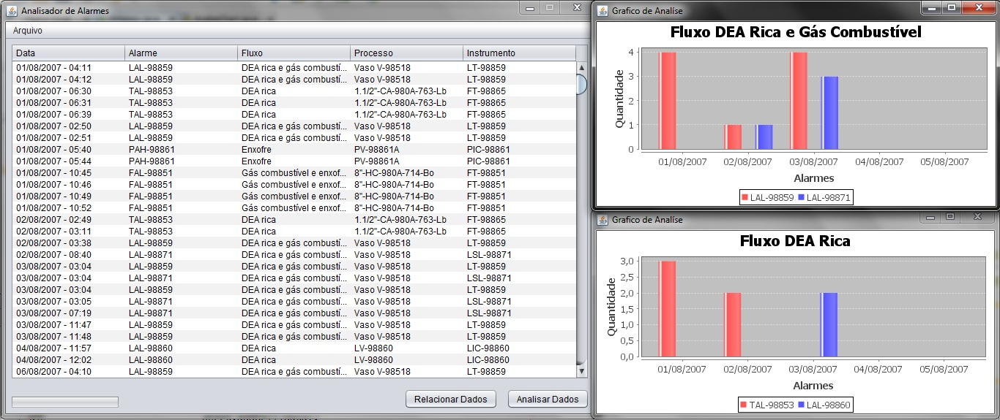 Analisador de Alarmes
Arquivo
Data Alarme Fluxo Processo Instrumento
01/08/2007 - 04:11 LAL-98859 DEA rica e gás combustí... Vaso V-98518 LT-98859
01/08/2007 - 04:12 LAL-98859 DEA rica e gás combustí... Vaso V-98518 LT-98859
01/08/2007 - 06:30 TAL-98853 DEA rica 1.1/2"-CA-980A-763-Lb FT-98865
01/08/2007 - 06:31 TAL-98853 DEA rica 1.1/2"-CA-980A-763-Lb FT-98865
01/08/2007 - 06:39 TAL-98853 DEA rica 1.1/2"-CA-980A-763-Lb FT-98865
01/08/2007 - 02:50 LAL-98859 DEA rica e gás combustí... Vaso V-98518 LT-98859
01/08/2007 - 02:51 LAL-98859 DEA rica e gás combustí... Vaso V-98518 LT-98859
01/08/2007 - 05:40 PAH-98861 Enxofre PV-98861A PIC-98861
01/08/2007 - 05:44 PAH-98861 Enxofre PV-98861A PIC-98861
01/08/2007 - 10:45 FAL-98851 Gás combustível e enxof... 8"-HC-980A-714-Bo FT-98851
01/08/2007 - 10:46 FAL-98851 Gás combustível e enxof... 8"-HC-980A-714-Bo FT-98851
01/08/2007 - 10:49 FAL-98851 Gás combustível e enxof... 8"-HC-980A-714-Bo FT-98851
01/08/2007 - 10:52 FAL-98851 Gás combustível e enxof... 8"-HC-980A-714-Bo FT-98851
02/08/2007 - 02:49 TAL-98853 DEA rica 1.1/2"-CA-980A-763-Lb FT-98865
02/08/2007 - 03:11 TAL-98853 DEA rica 1.1/2"-CA-980A-763-Lb FT-98865
02/08/2007 - 03:38 LAL-98859 DEA rica e gás combustí... Vaso V-98518 LT-98859
02/08/2007 - 08:40 LAL-98871 DEA rica e gás combustí... Vaso V-98518 LSL-98871
03/08/2007 - 03:04 LAL-98859 DEA rica e gás combustí... Vaso V-98518 LT-98859
03/08/2007 - 03:04 LAL-98871 DEA rica e gás combustí... Vaso V-98518 LSL-98871
03/08/2007 - 03:04 LAL-98859 DEA rica e gás combustí... Vaso V-98518 LT-98859
03/08/2007 - 03:05 LAL-98871 DEA rica e gás combustí... Vaso V-98518 LSL-98871
03/08/2007 - 07:19 LAL-98871 DEA rica e gás combustí... Vaso V-98518 LSL-98871
03/08/2007 - 11:47 LAL-98859 DEA rica e gás combustí... Vaso V-98518 LT-98859
03/08/2007 - 11:48 LAL-98859 DEA rica e gás combustí... Vaso V-98518 LT-98859
04/08/2007 - 11:57 LAL-98860 DEA rica LV-98860 LIC-98860
04/08/2007 - 12:02 LAL-98860 DEA rica LV-98860 LIC-98860
06/08/2007 - 04:10 LAL-98859 DEA rica e gás combustí... Vaso V-98518 LT-98859
Relacionar Dados Analisar Dados
Grafico de Analíse
Fluxo DEA Rica e Gás Combustível
Quantidade
4
3
2
1
0
01/08/2007 02/08/2007 03/08/2007 04/08/2007 05/08/2007
Alarmes
LAL-98859 LAL-98871
Grafico de Analíse
Fluxo DEA Rica
Quantidade
3,0
2,5
2,0
1,5
1,0
0,5
0,0
01/08/2007 02/08/2007 03/08/2007 04/08/2007 05/08/2007
Alarmes
TAL-98853 LAL-98860